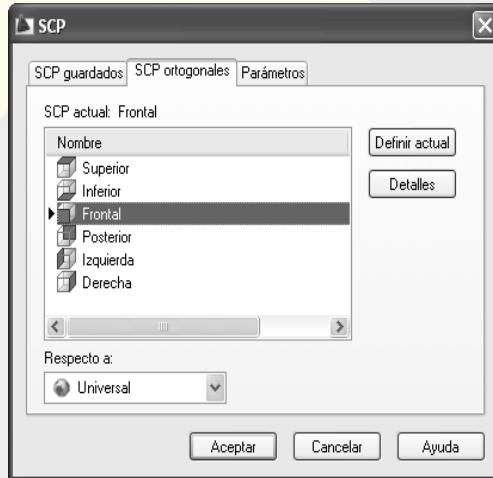 SCP
SCP guardados SCP ortogonales Parámetros
SCP actual: Frontal
Nombre
Definir actual
Superior
Detalles
Inferior
Frontal
Posterior
Izquierda
Derecha
Respecto a:
Universal
Aceptar Cancelar Ayuda